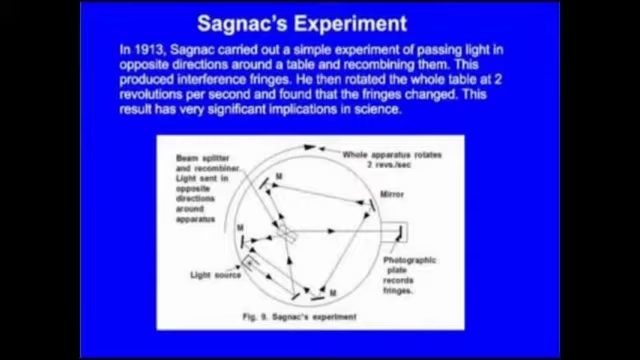 Sagnac's Experiment
In 1913, Sagnac carried out a simple experiment of passing light in
opposite directions around a table and recombining them. This
produced interference fringes. He then rotated the whole table at 2
revolutions per second and found that the fringes changed. This
result has very significant implications in science.
Beam splitter
and recombiner.
Light sent in
opposite
directions
around
apparatus
M
Whole apparatus rotates
2 revs./sec
Mirror
M
Light source
M
Photographic
plate
records
fringes.
Fig. 9. Sagnac's experiment